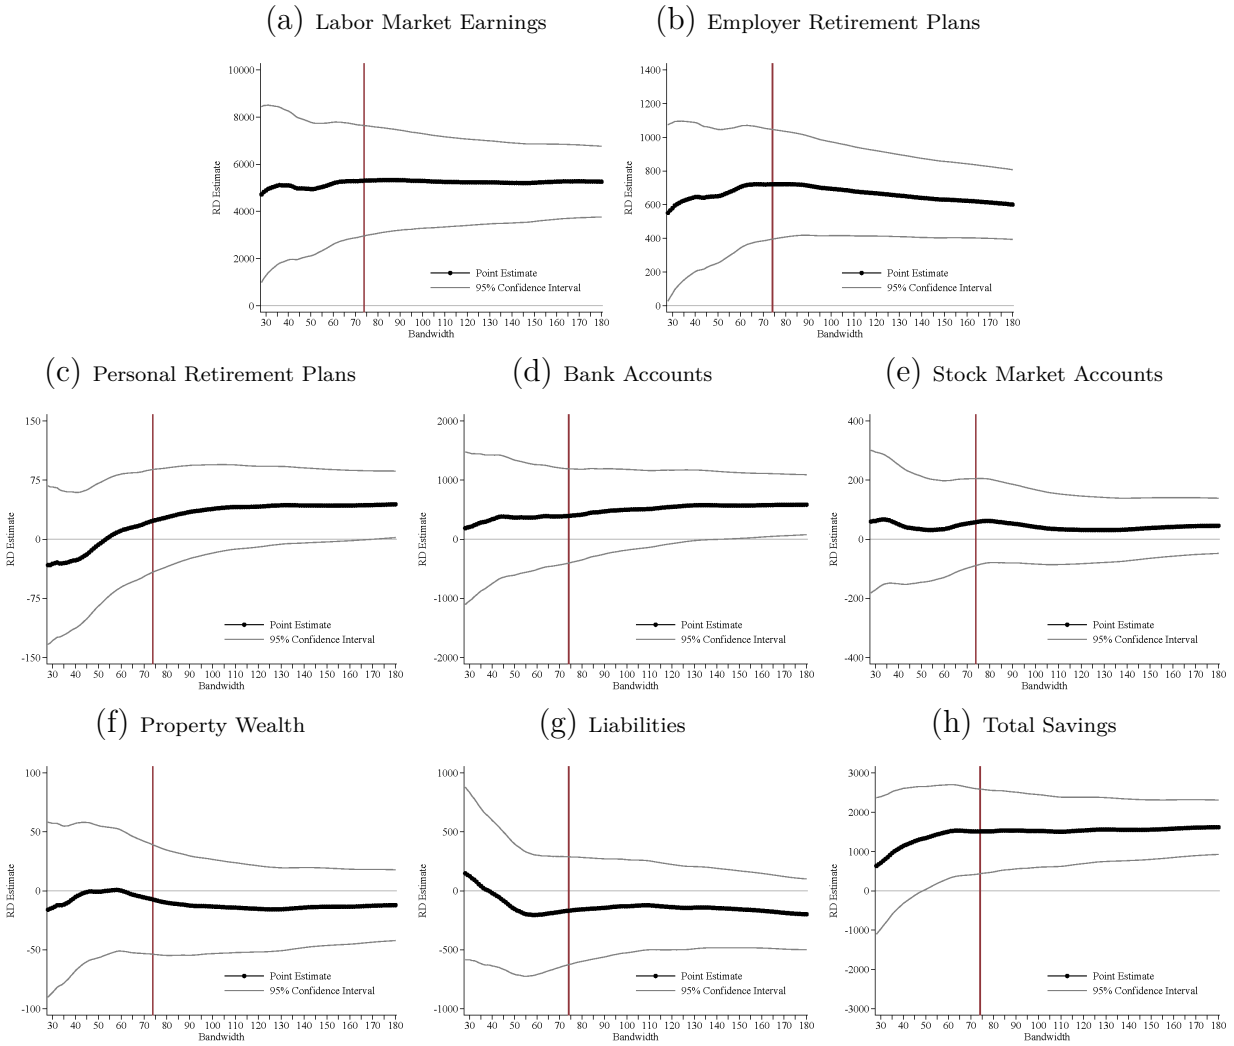 (a) Labor Market Earnings
(b) Employer Retirement Plans
10000
8000
6000
4000
2000
0
RD Estimate
Point Estimate
95% Confidence Interval
30 40 50 60 70 80 90 100 110 120 130 140 150 160 170 180
Bandwidth
1400
1200
1000
800
600
400
200
0
RD Estimate
Point Estimate
95% Confidence Interval
30 40 50 60 70 80 90 100 110 120 130 140 150 160 170 180
Bandwidth
(c) Personal Retirement Plans
(d) Bank Accounts
(e) Stock Market Accounts
150
75
0
-75
-150
RD Estimate
Point Estimate
95% Confidence Interval
30 40 50 60 70 80 90 100 110 120 130 140 150 160 170 180
Bandwidth
2000
1000
0
-1000
-2000
RD Estimate
Point Estimate
95% Confidence Interval
30 40 50 60 70 80 90 100 110 120 130 140 150 160 170 180
Bandwidth
400
200
0
-200
-400
RD Estimate
Point Estimate
95% Confidence Interval
30 40 50 60 70 80 90 100 110 120 130 140 150 160 170 180
Bandwidth
(f) Property Wealth
(g) Liabilities
(h) Total Savings
100
50
0
-50
-100
RD Estimate
Point Estimate
95% Confidence Interval
30 40 50 60 70 80 90 100 110 120 130 140 150 160 170 180
Bandwidth
1000
500
0
-500
-1000
RD Estimate
Point Estimate
95% Confidence Interval
30 40 50 60 70 80 90 100 110 120 130 140 150 160 170 180
Bandwidth
3000
2000
1000
0
-1000
-2000
-3000
RD Estimate
Point Estimate
95% Confidence Interval
30 40 50 60 70 80 90 100 110 120 130 140 150 160 170 180
Bandwidth